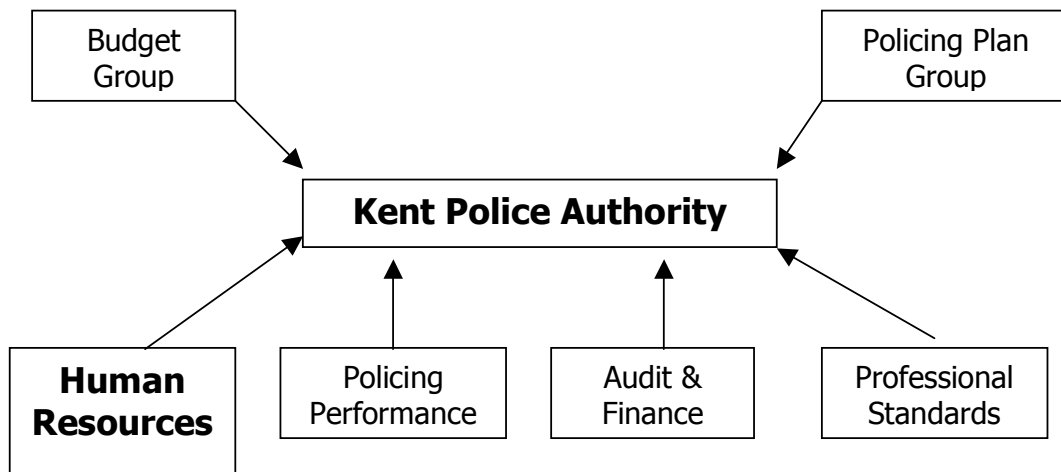 Budget
Group
Policing Plan
Group
Kent Police Authority
Human
Resources
Policing
Performance
Audit &
Finance
Professional
Standards